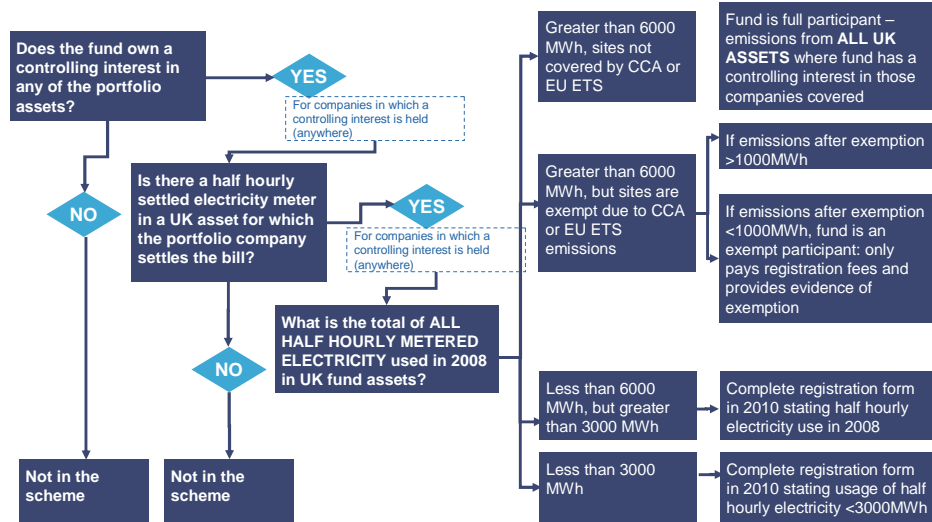 Does the fund own a
controlling interest in
any of the portfolio
assets?
YES
For companies in which a
controlling interest is held
(anywhere)
NO
Is there a half hourly
settled electricity meter
in a UK asset for which
the portfolio company
settles the bill?
YES
For companies in which a
controlling interest is held
(anywhere)
NO
What is the total of ALL
HALF HOURLY METERED
ELECTRICITY used in 2008
in UK fund assets?
Not in the
scheme
Not in the
scheme
Greater than 6000
MWh, sites not
covered by CCA or
EU ETS
Fund is full participant –
emissions from ALL UK
ASSETS where fund has a
controlling interest in those
companies covered
Greater than 6000
MWh, but sites are
exempt due to CCA
or EU ETS
emissions
If emissions after exemption
>1000MWh
If emissions after exemption
<1000MWh, fund is an
exempt participant: only
pays registration fees and
provides evidence of
exemption
Less than 6000
MWh, but greater
than 3000 MWh
Complete registration form
in 2010 stating half hourly
electricity use in 2008
Less than 3000
MWh
Complete registration form
in 2010 stating usage of half
hourly electricity <3000MWh